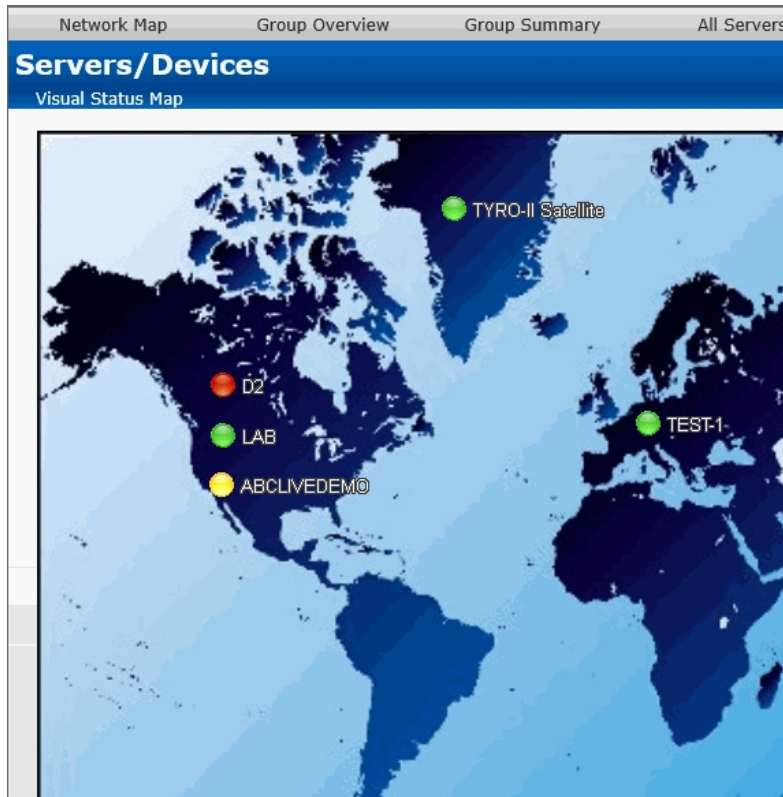 Network Map Group Overview Group Summary All Servers
Servers/Devices
Visual Status Map
TYRO-II Satellite
D2
TEST-1
LAB
ABCLIVEDEMO